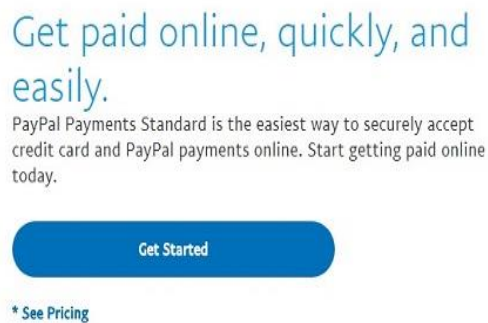 Get paid online, quickly, and
easily.
PayPal Payments Standard is the easiest way to securely accept
credit card and PayPal payments online. Start getting paid online
today.
Get Started
* See Pricing